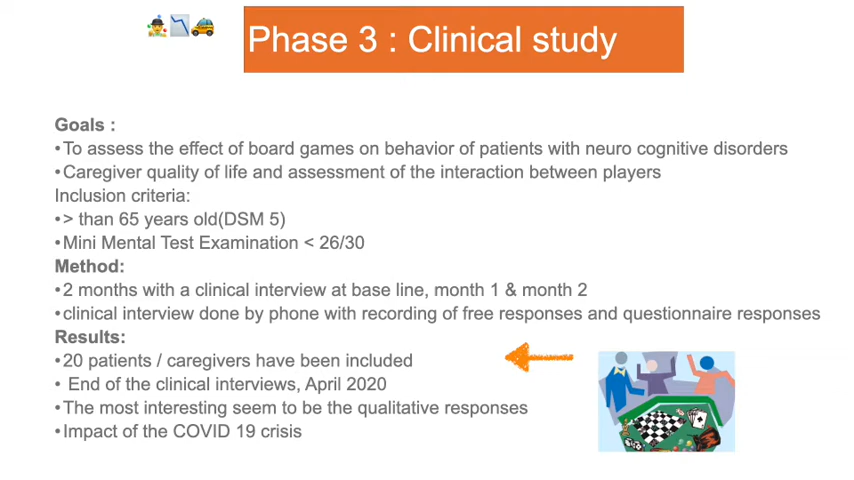 Phase 3 : Clinical study
Goals :
•To assess the effect of board games on behavior of patients with neuro cognitive disorders
•Caregiver quality of life and assessment of the interaction between players
Inclusion criteria:
•> than 65 years old(DSM 5)
•Mini Mental Test Examination < 26/30
Method:
•2 months with a clinical interview at base line, month 1 & month 2
•clinical interview done by phone with recording of free responses and questionnaire responses
Results:
•20 patients / caregivers have been included
• End of the clinical interviews, April 2020
•The most interesting seem to be the qualitative responses
•Impact of the COVID 19 crisis